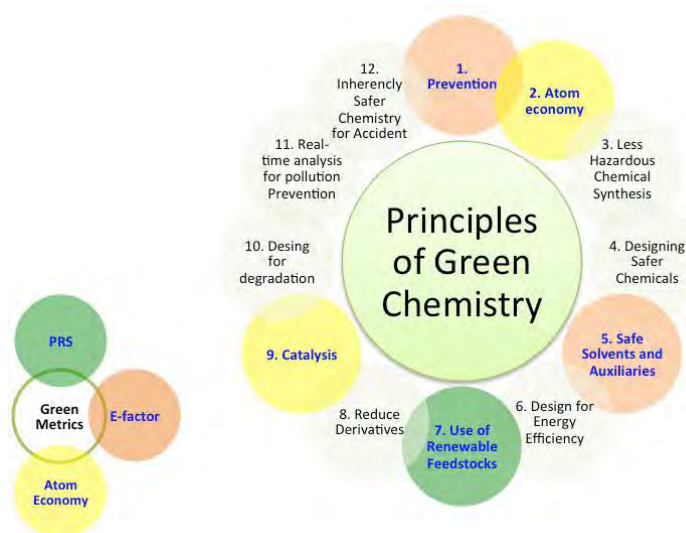 12.
Inherencly
Safer
Chemistry
for Accident
1.
Prevention
2. Atom
economy
3. Less
Hazardous
Chemical
Synthesis
4. Designing
Safer
Chemicals
5. Safe
Solvents and
Auxiliaries
6. Design for
Energy
Efficiency
7. Use of
Renewable
Feedstocks
8. Reduce
Derivatives
9. Catalysis
10. Desing
for
degradation
11. Real-
time analysis
for pollution
Prevention
Principles
of Green
Chemistry
PRS
Green
Metrics
E-factor
Atom
Economy